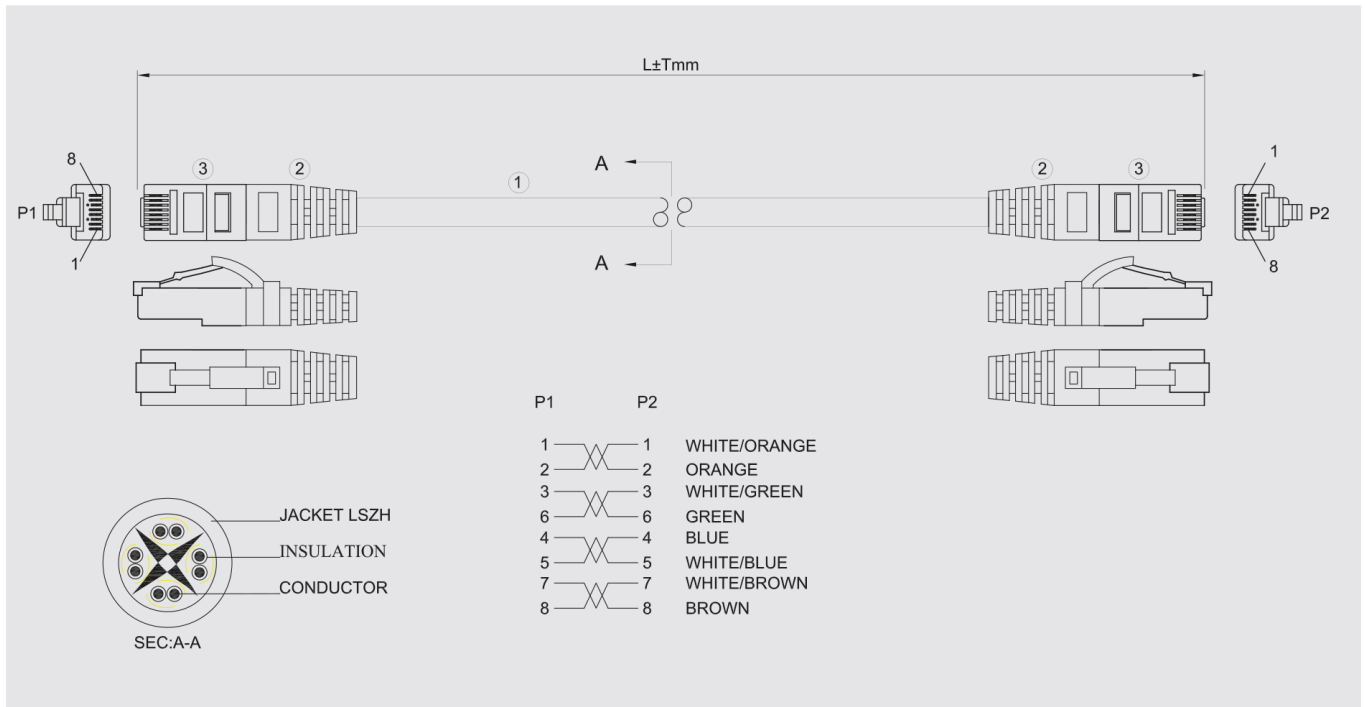 L±Tmm
8
3
2
1
A
2
3
1
P1
P2
1
A
8
P1 P2
1 1 WHITE/ORANGE
2 2 ORANGE
3 3 WHITE/GREEN
6 6 GREEN
4 4 BLUE
5 5 WHITE/BLUE
7 7 WHITE/BROWN
8 8 BROWN
JACKET LSZH
INSULATION
CONDUCTOR
SEC:A-A